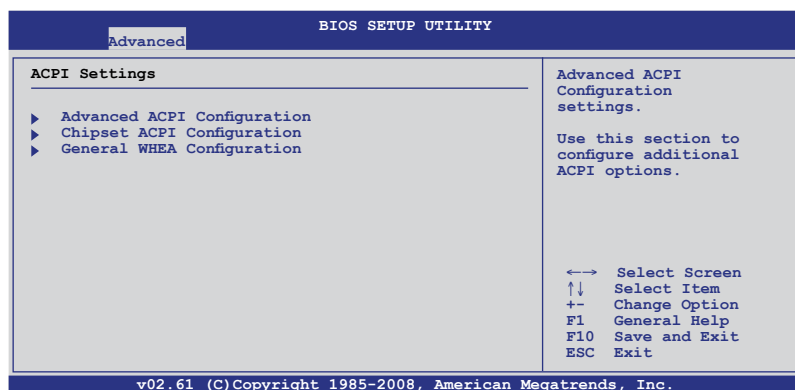 BIOS SETUP UTILITY
Advanced
ACPI Settings
Advanced ACPI Configuration
Chipset ACPI Configuration
General WHEA Configuration
Advanced ACPI
Configuration
settings.
Use this section to
configure additional
ACPI options.
←→ Select Screen
↑↓ Select Item
+- Change Option
F1 General Help
F10 Save and Exit
ESC Exit
v02.61 (C)Copyright 1985-2008, American Megatrends, Inc.